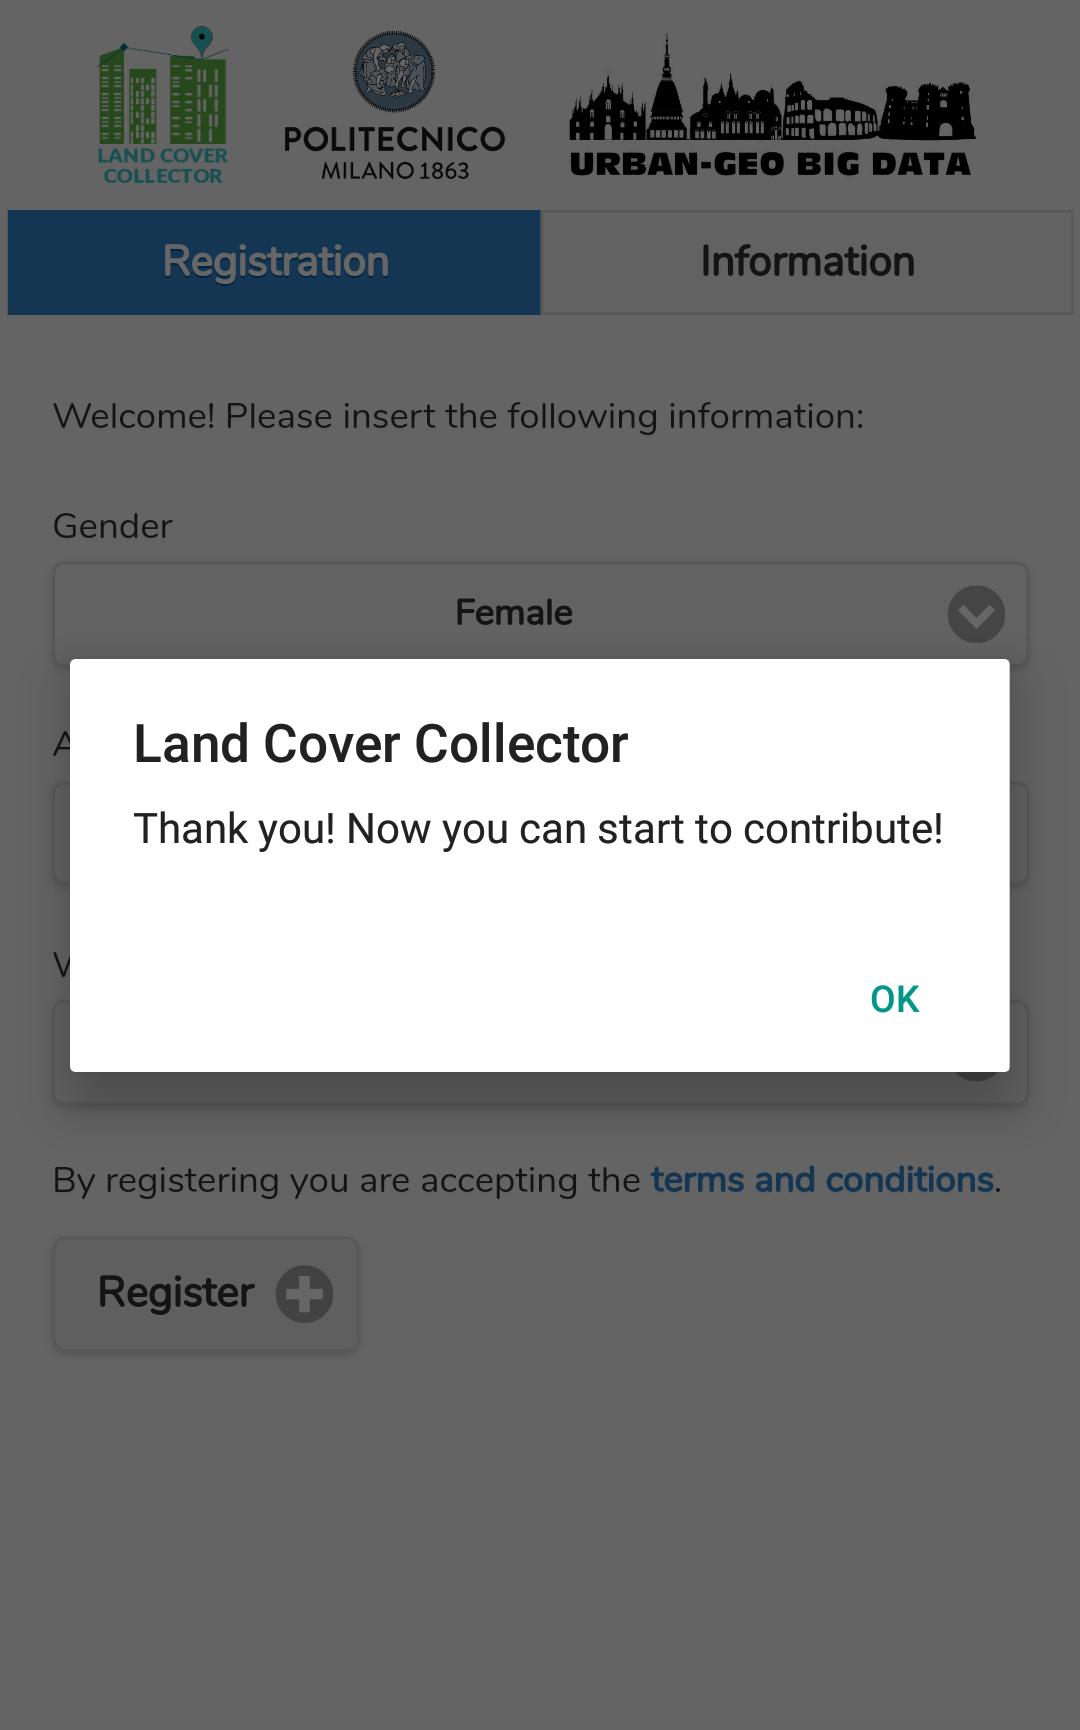 LAND COVER
COLLECTOR
POLITECNICO
MILANO 1863
URBAN-GEO BIG DATA
Registration
Information
Welcome! Please insert the following information:
Gender
Female
Land Cover Collector
Thank you! Now you can start to contribute!
OK
By registering you are accepting the terms and conditions.
Register